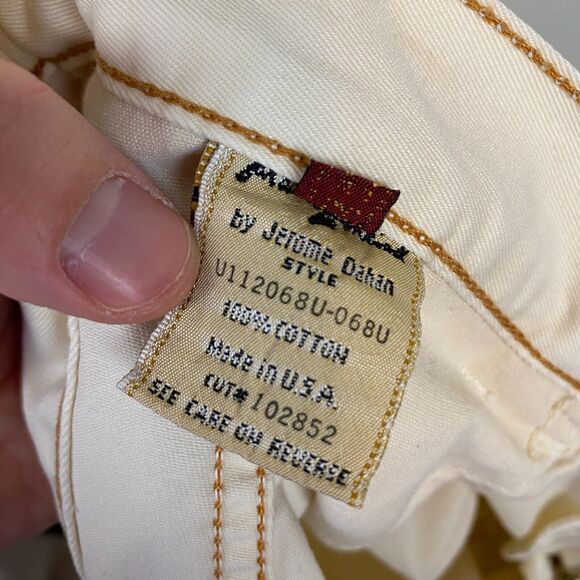 by Jerome Dahan
STYLE
U112068U-068U
100% COTTON
Made in U.S.A.
CUT# 102852
SEE CARE ON REVERSE